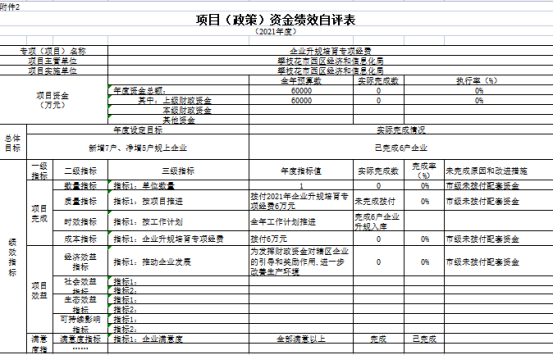 附件2
项目（政策）资金绩效自评表
（2021年度）
专项（项目）名称 企业升规培育专项经费
项目主管单位 攀枝花市西区经济和信息化局
项目实施单位 攀枝花市西区经济和信息化局
项目资金（万元） 全年预算数 实际完成数 执行率（%）
年度资金总额： 60000 0 0%
其中：上级财政资金 60000 0 0%
本级财政资金
其他资金
总体目标 年度设定目标 实际完成情况
新增7户、净增5户规上企业 已完成6户企业
绩效指标 一级指标 二级指标 三级指标 年度指标值 实际完成数 完成率（%） 未完成原因和改进措施
项目完成 数量指标 指标1：单位数量 1 0 0% 市级未拨付配套资金
质量指标 指标1：按项目推进 拨付2021年企业升规培育专项经费6万元 未完成拨付 0% 市级未拨付配套资金
时效指标 指标1：按工作计划 全年工作计划推进 完成6户企业升规入库
成本指标 指标1：企业升规培育专项经费 拨付6万元 0 0% 市级未拨付配套资金
项目效益 经济效益指标 指标1：推动企业发展 为发挥财政资金对辖区企业的引导和奖励作用，进一步改善生产环境 0 0% 市级未拨付配套资金
社会效益指标 指标1：
指标2：
生态效益指标 指标1：
指标2：
可持续影响指标 指标1：
指标2：
满意度指 满意度指标 指标1：企业满意度 全部满意以上 完成 已完成
……